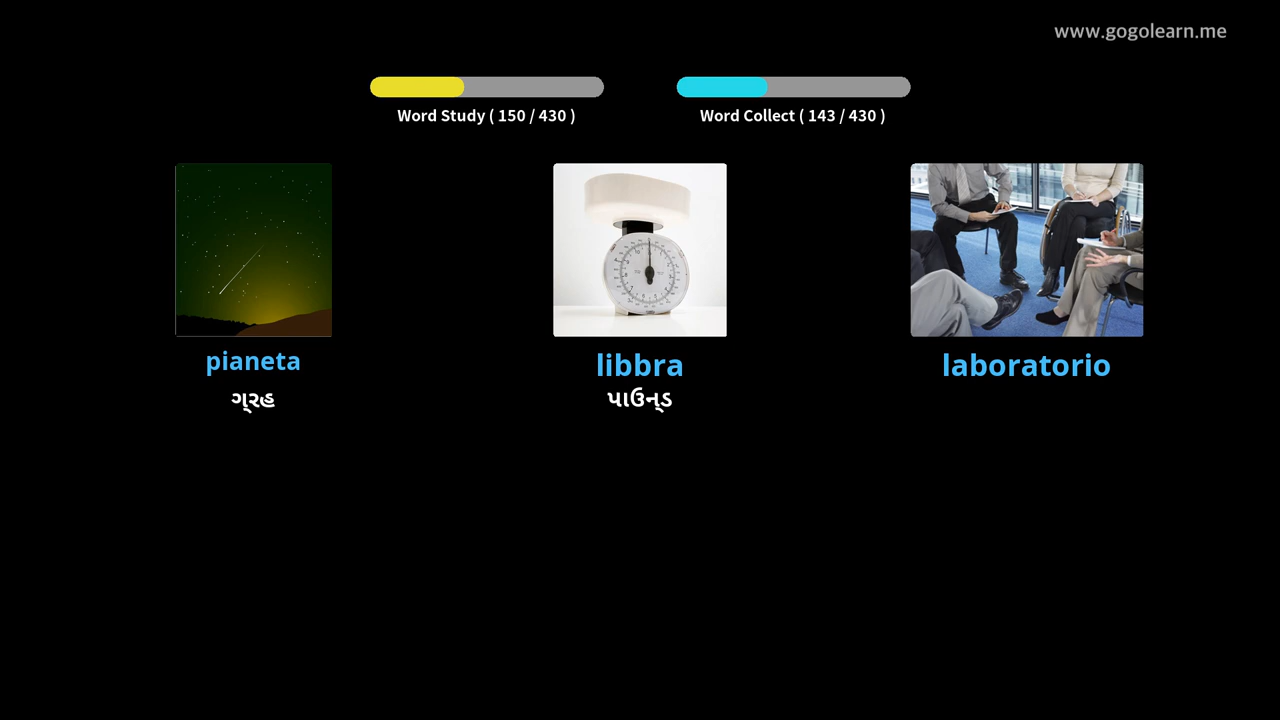 www.gogolearn.me
Word Study ( 150 / 430 )
Word Collect ( 143 / 430 )
pianeta
libbra
laboratorio
ગ્રહ
પાઉન્ડ